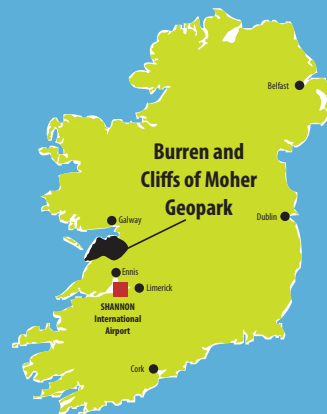 Belfast
Burren and
Cliffs of Moher
Geopark
Galway
Dublin
Ennis
Limerick
SHANNON
International
Airport
Cork